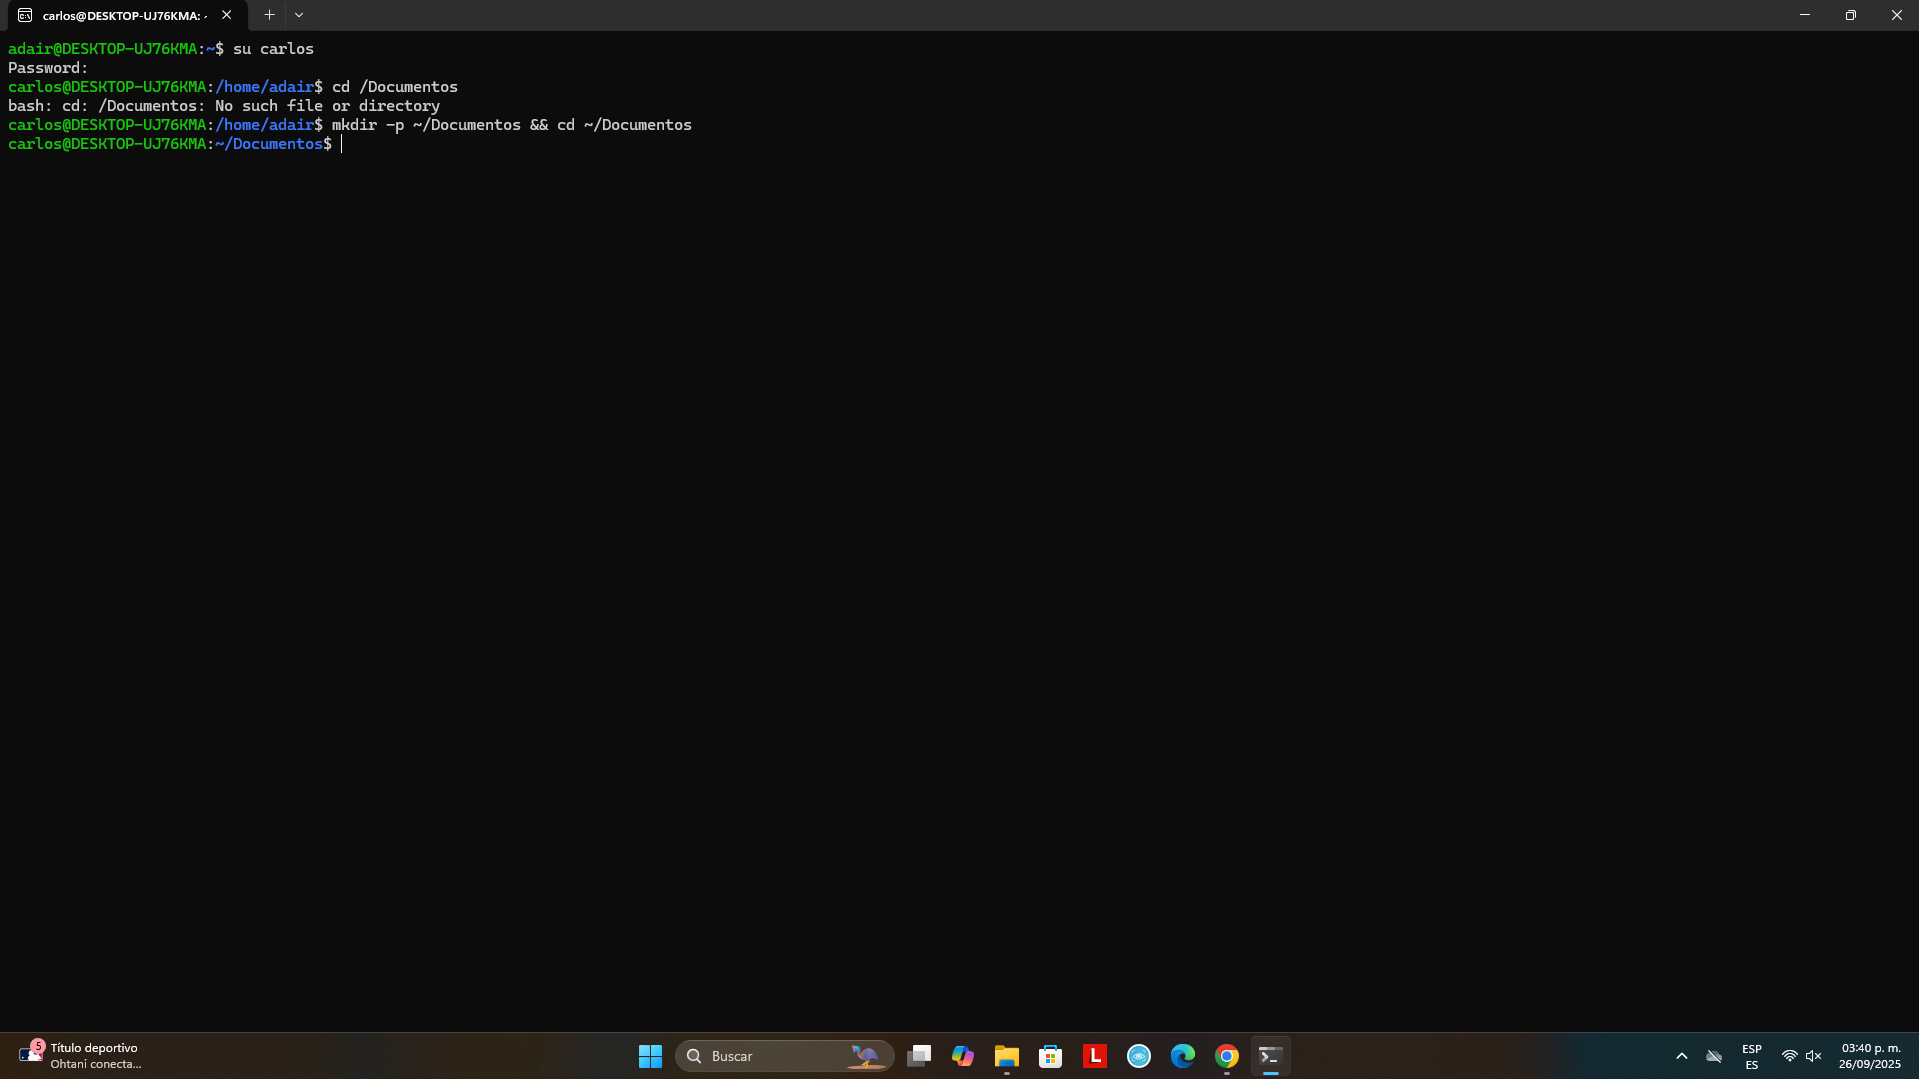 carlos@DESKTOP-UJ76KMA: ~
adair@DESKTOP-UJ76KMA:~$ su carlos
Password:
carlos@DESKTOP-UJ76KMA:/home/adair$ cd /Documentos
bash: cd: /Documentos: No such file or directory
carlos@DESKTOP-UJ76KMA:/home/adair$ mkdir -p ~/Documentos && cd ~/Documentos
carlos@DESKTOP-UJ76KMA:~/Documentos$
5
Título deportivo
Ohtani conecta...
Buscar
L
ESP
ES
03:40 p. m.
26/09/2025